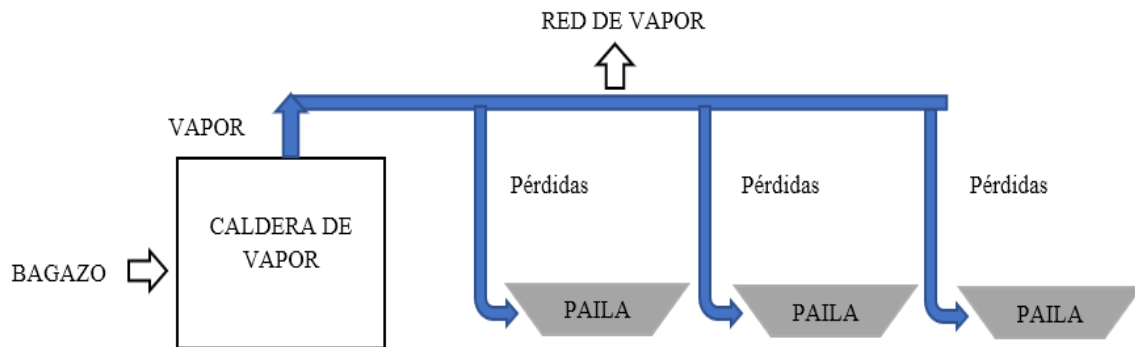 RED DE VAPOR
VAPOR
Pérdidas
Pérdidas
Pérdidas
CALDERA DE
VAPOR
BAGAZO
PAILA
PAILA
PAILA